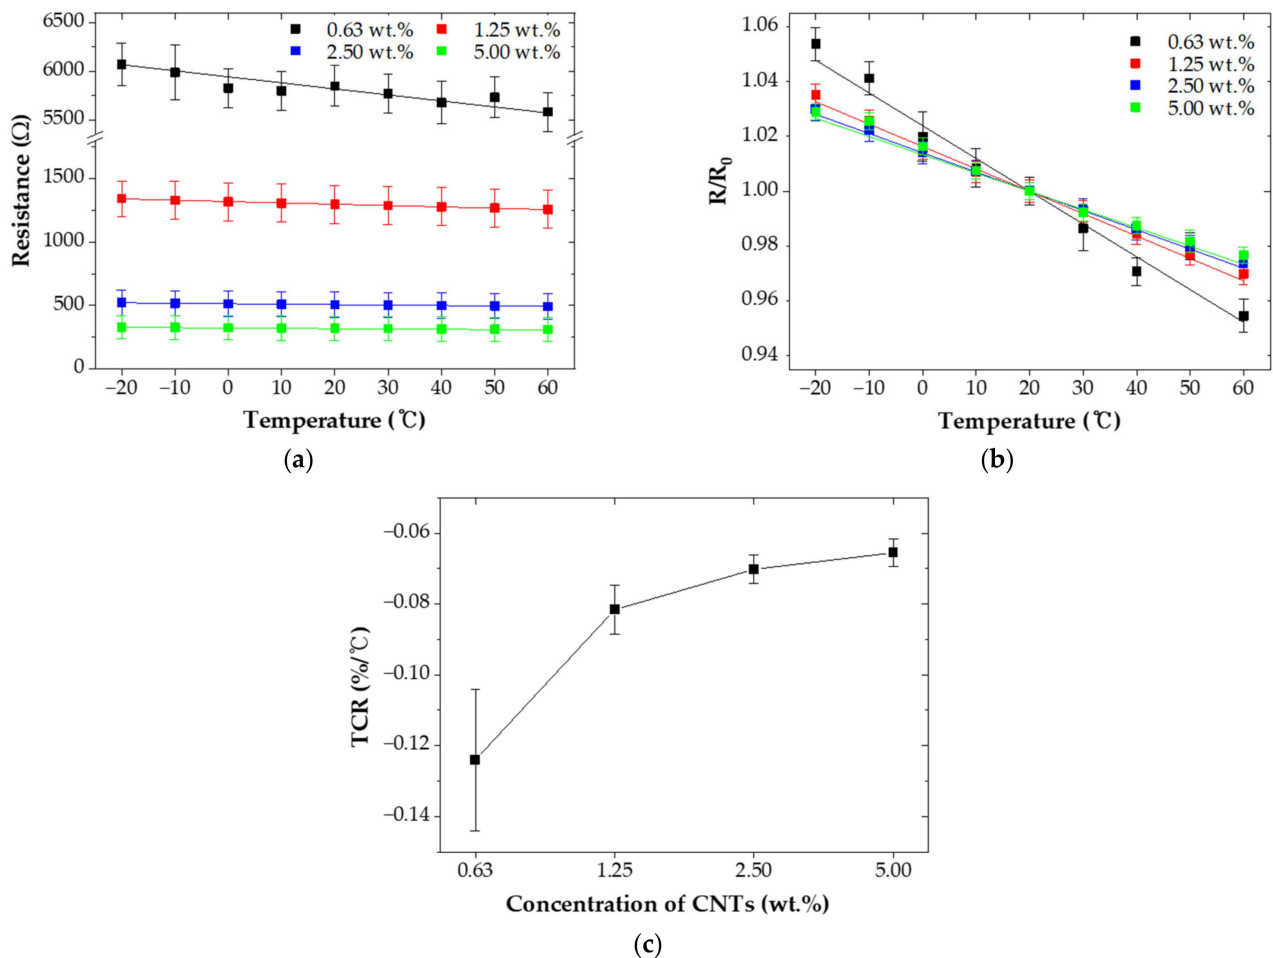 6500
6000
5500
1500
1000
500
0
Resistance (Ω)
0.63 wt.% 1.25 wt.%
2.50 wt.% 5.00 wt.%
−20 −10 0 10 20 30 40 50 60
Temperature (℃)
(a)
1.06
1.04
1.02
1.00
0.98
0.96
0.94
R/R0
0.63 wt.%
1.25 wt.%
2.50 wt.%
5.00 wt.%
−20 −10 0 10 20 30 40 50 60
Temperature (℃)
(b)
−0.06
−0.08
−0.10
−0.12
−0.14
TCR (%/℃)
0.63 1.25 2.50 5.00
Concentration of CNTs (wt.%)
(c)